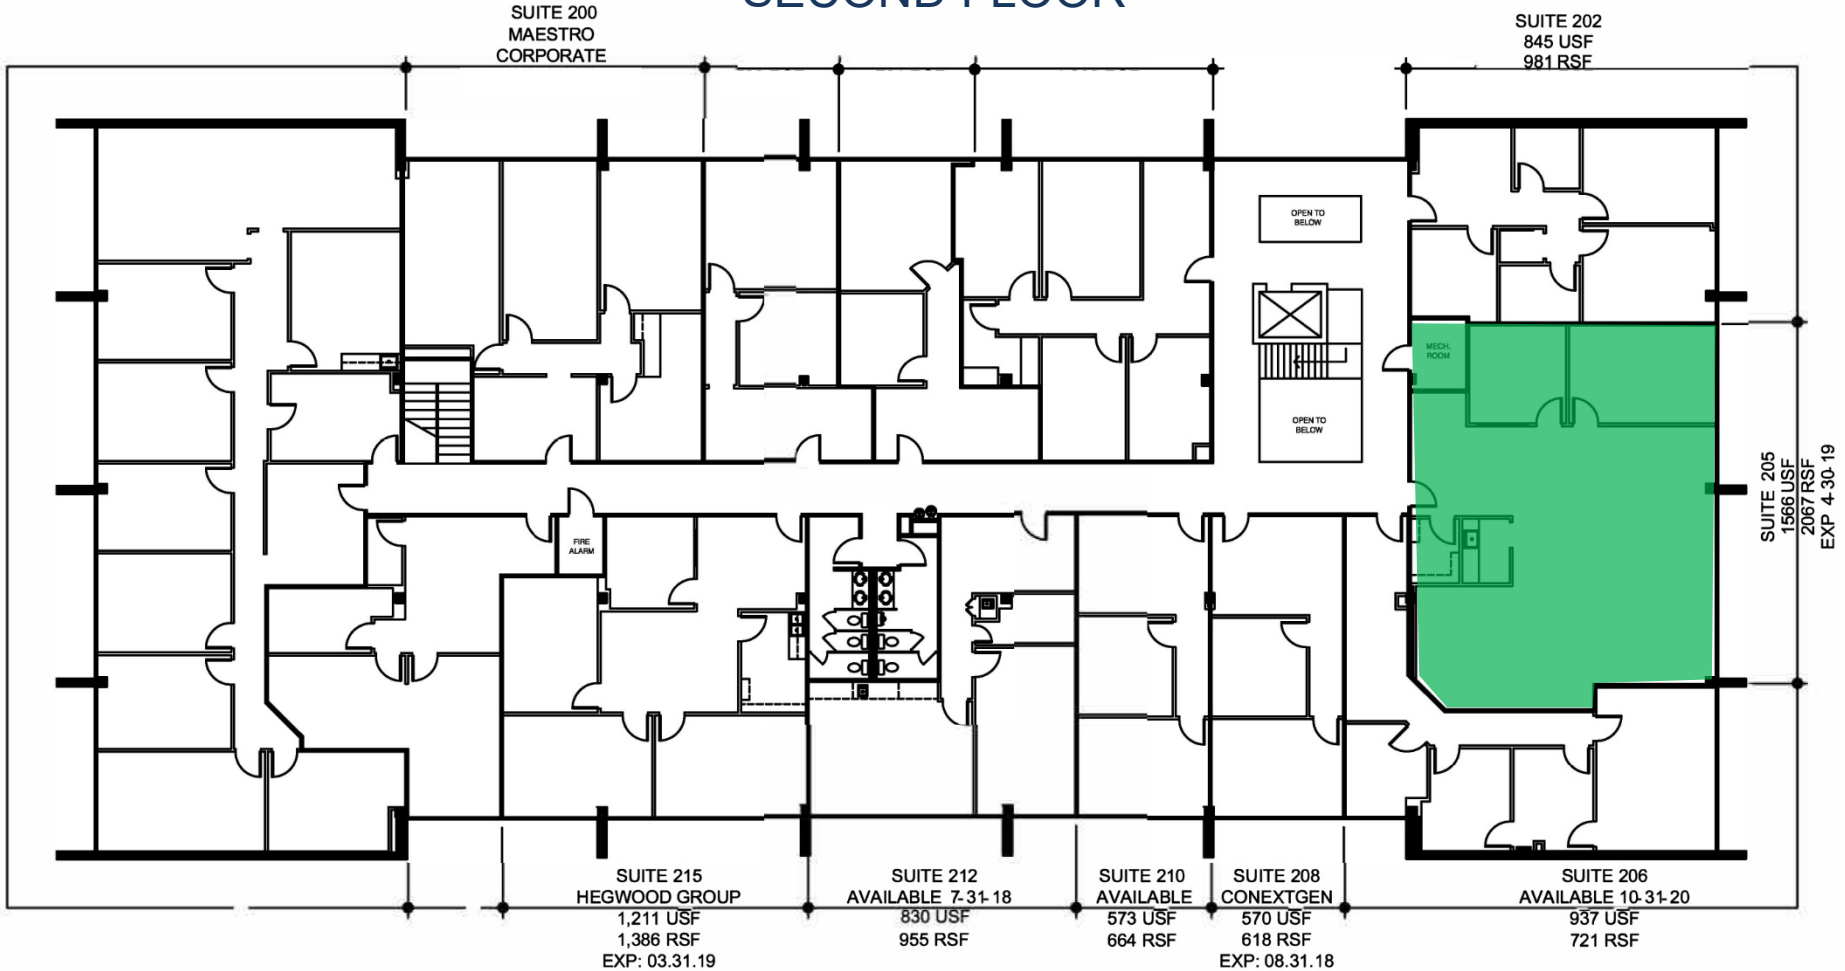 SECOND FLOOR
SUITE 200
MAESTRO
CORPORATE
SUITE 202
845 USF
981 RSF
OPEN TO
BELOW
MECH.
ROOM
OPEN TO
BELOW
SUITE 205
1566 USF
2067 RSF
EXP 4-30-19
FIRE
ALARM
SUITE 215
HEGWOOD GROUP
1,211 USF
1,386 RSF
EXP: 03.31.19
SUITE 212
AVAILABLE 7-31-18
830 USF
955 RSF
SUITE 210
AVAILABLE
573 USF
664 RSF
SUITE 208
CONEXTGEN
570 USF
618 RSF
EXP: 08.31.18
SUITE 206
AVAILABLE 10-31-20
937 USF
721 RSF